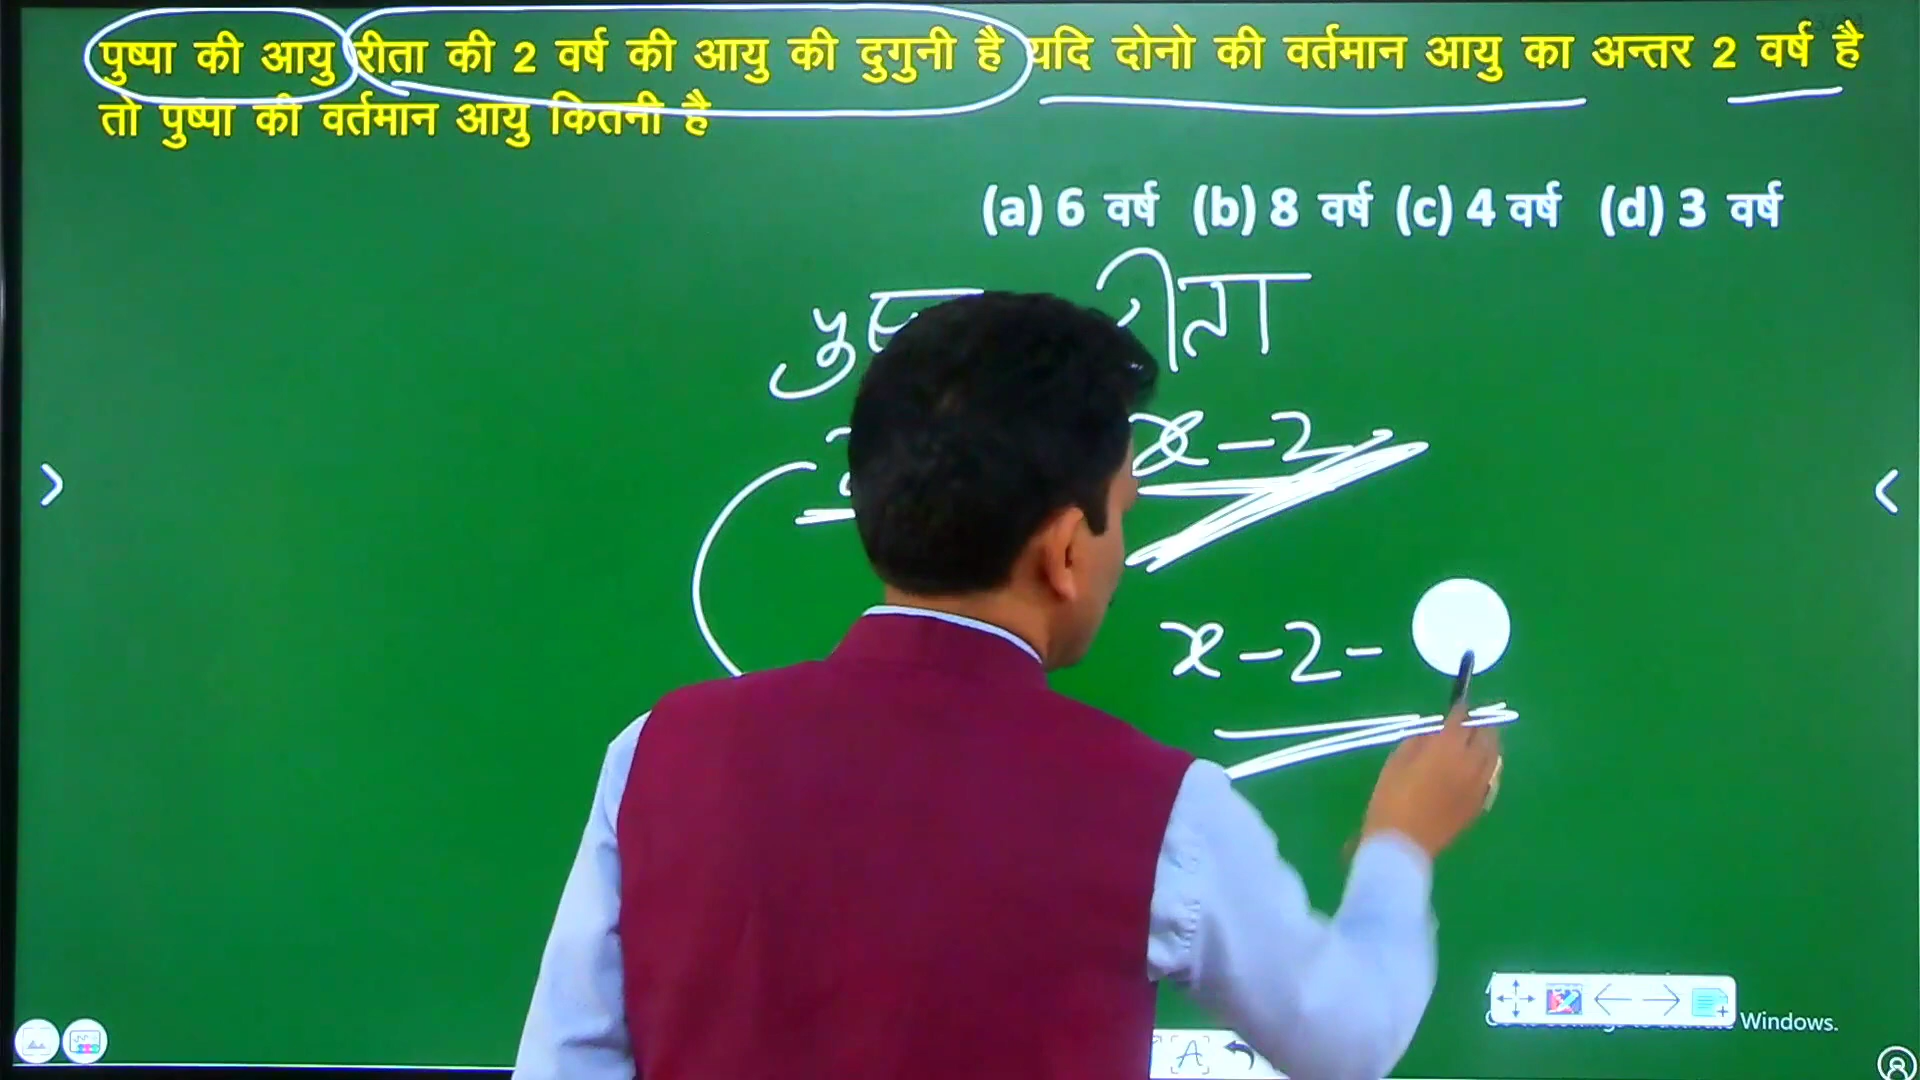 पुष्पा की आयु रीता की 2 वर्ष की आयु की दुगुनी है यदि दोनो की वर्तमान आयु का अन्तर 2 वर्ष है
तो पुष्पा की वर्तमान आयु कितनी है
(a) 6 वर्ष (b) 8 वर्ष (c) 4 वर्ष (d) 3 वर्ष
रीता
x-2
x-2-
Windows.